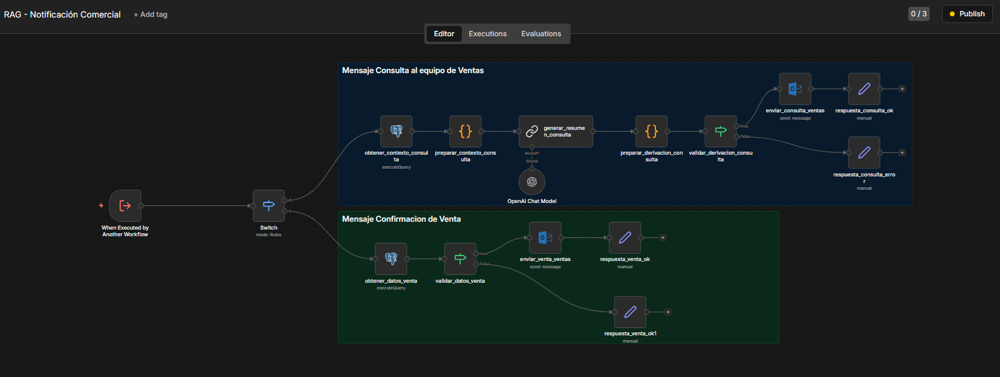 RAG - Notificación Comercial
+ Add tag
0 / 3
Publish
Editor
Executions
Evaluations
Mensaje Consulta al equipo de Ventas
enviar_consulta_ventas
send: message
respuesta_consulta_ok
manual
true
false
obtener_contexto_consul
ta
executeQuery
preparar_contexto_cons
ulta
generar_resume
n_consulta
Model*
Model
OpenAI Chat Model
preparar_derivacion_con
sulta
validar_derivacion_consu
lta
respuesta_consulta_erro
r
manual
When Executed by
Another Workflow
0
1
Switch
mode: Rules
Mensaje Confirmacion de Venta
obtener_datos_venta
executeQuery
true
false
validar_datos_venta
enviar_venta_ventas
send: message
respuesta_venta_ok
manual
respuesta_venta_ok1
manual